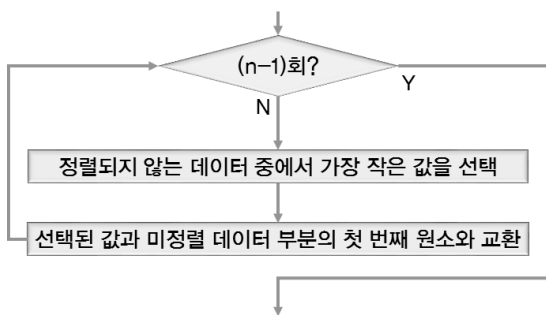 (n-1)회?
Y
N
정렬되지 않는 데이터 중에서 가장 작은 값을 선택
선택된 값과 미정렬 데이터 부분의 첫 번째 원소와 교환